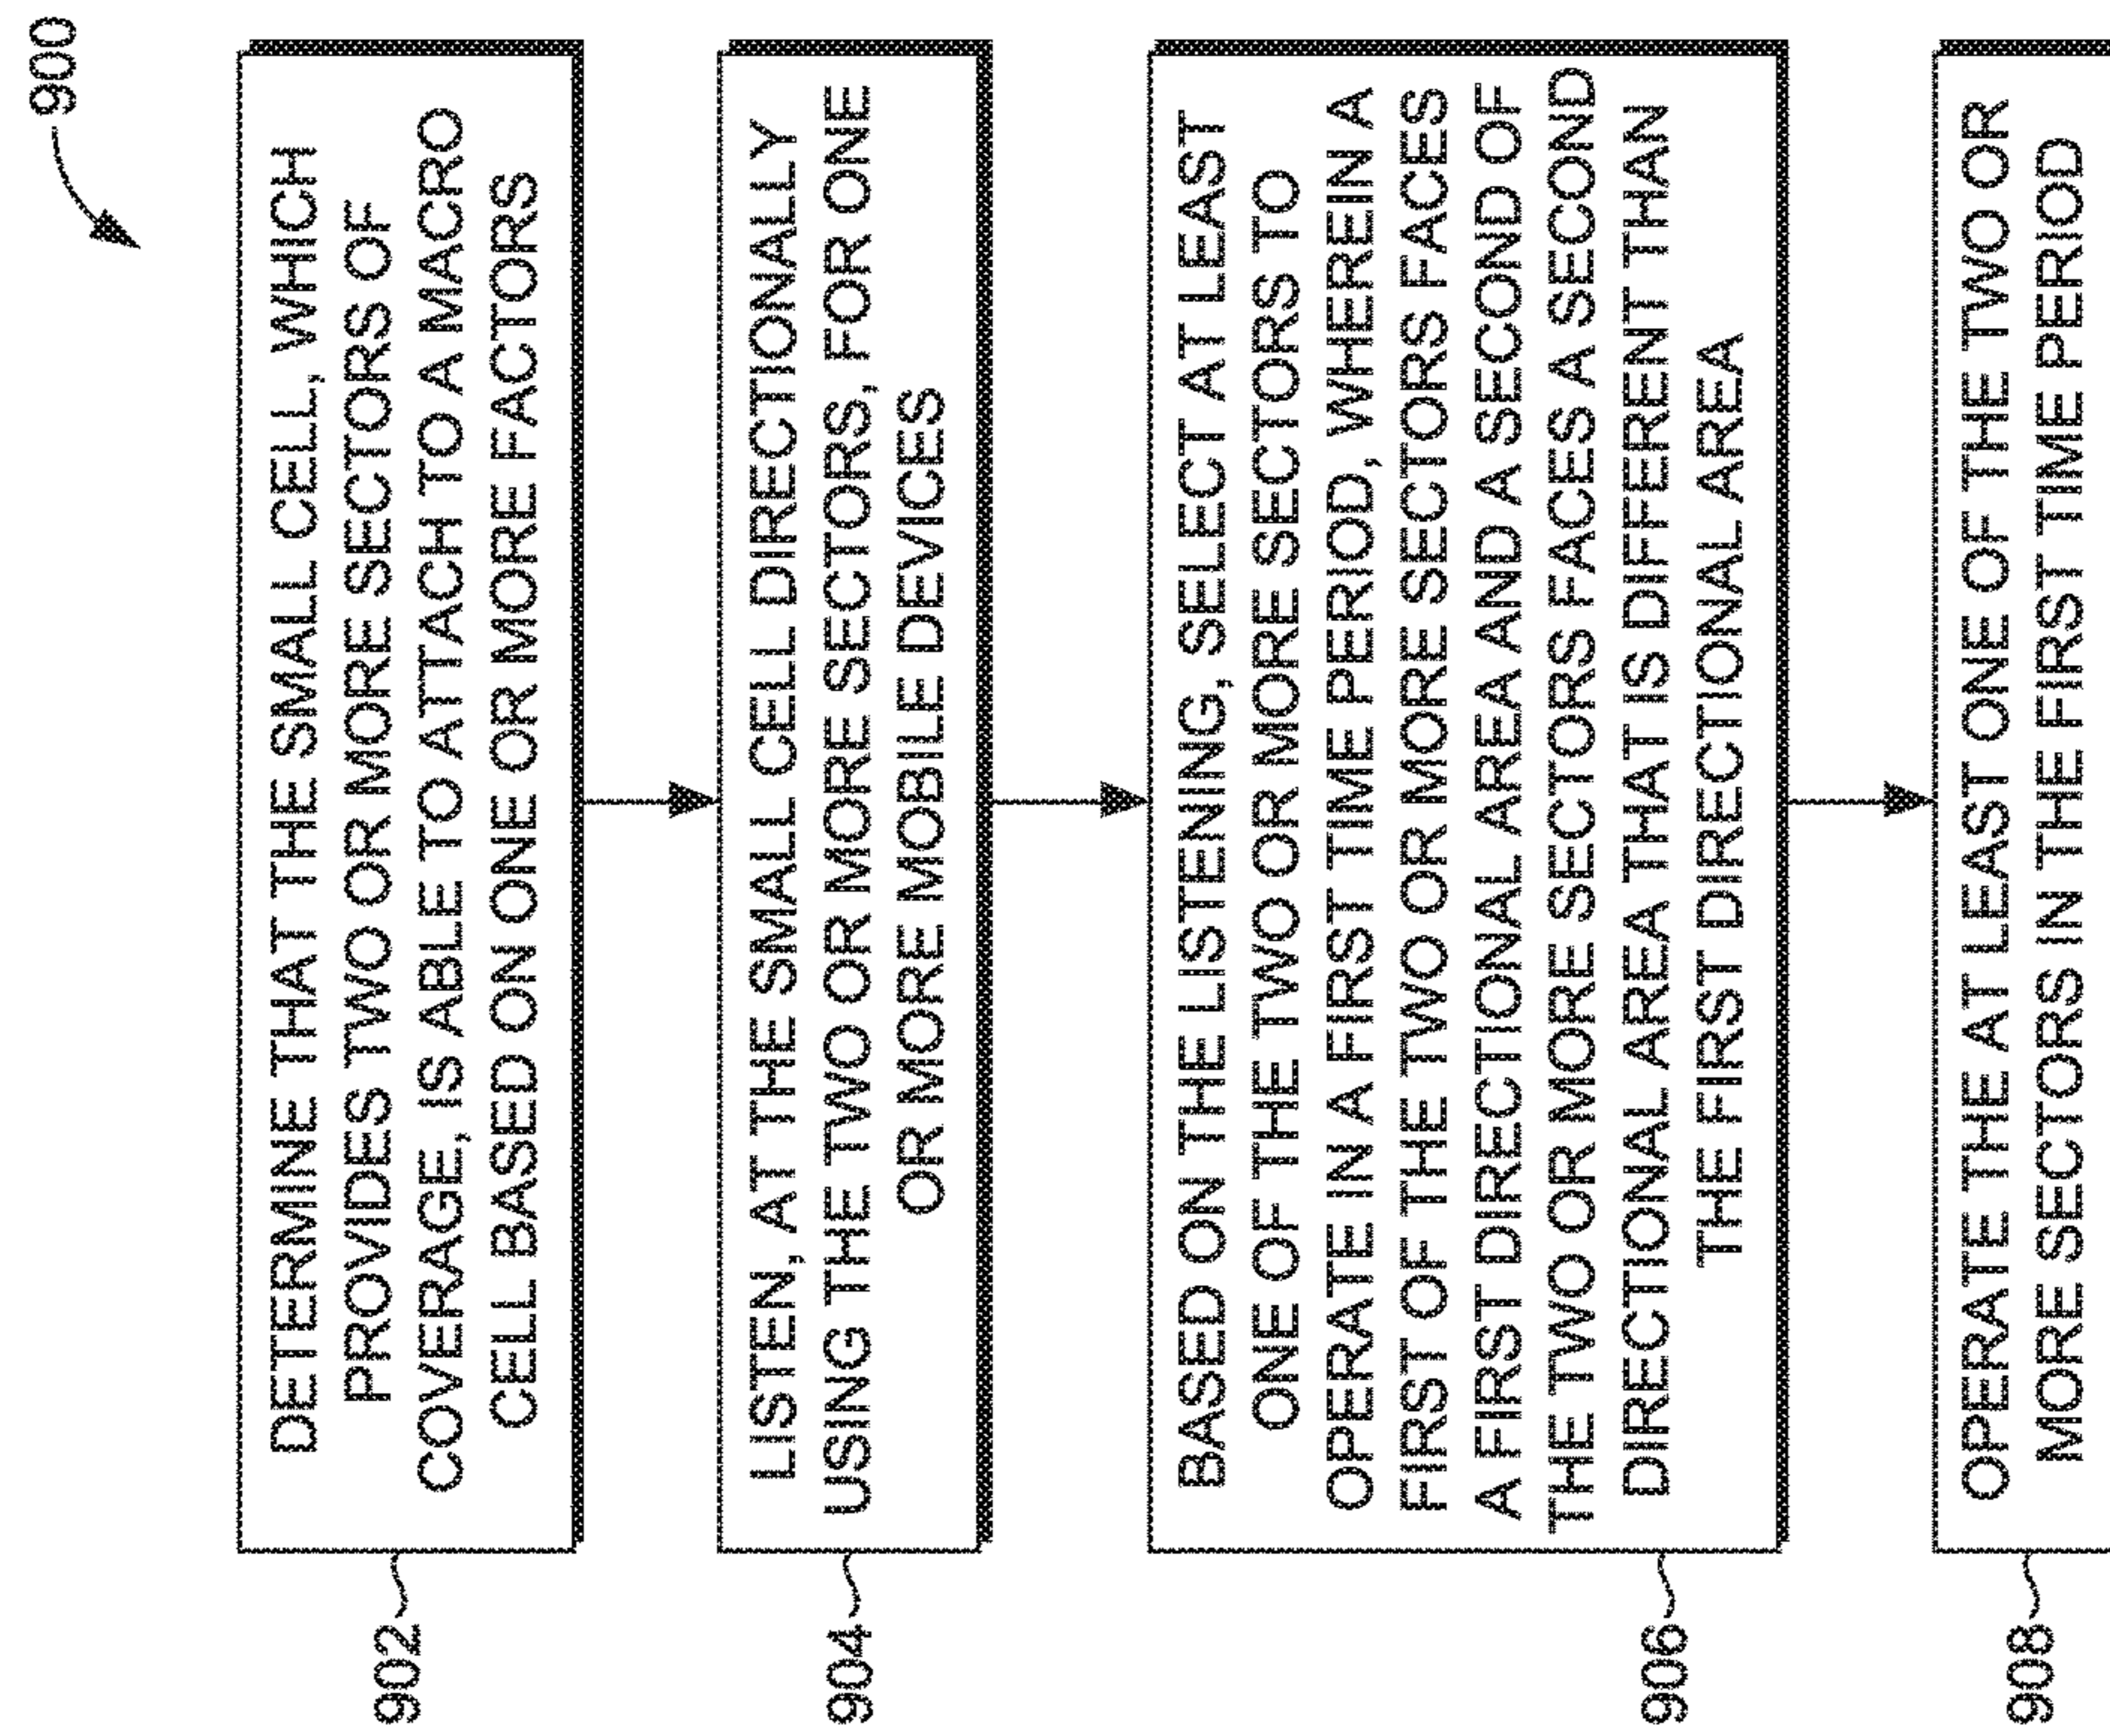 900
DETERMINE THAT THE SMALL CELL, WHICH
PROVIDES TWO OR MORE SECTORS OF
COVERAGE, IS ABLE TO ATTACH TO A MACRO
CELL BASED ON ONE OR MORE FACTORS
902
LISTEN, AT THE SMALL CELL DIRECTIONALLY
USING THE TWO OR MORE SECTORS, FOR ONE
OR MORE MOBILE DEVICES
904
BASED ON THE LISTENING, SELECT AT LEAST
ONE OF THE TWO OR MORE SECTORS TO
OPERATE IN A FIRST TIME PERIOD, WHEREIN A
FIRST OF THE TWO OR MORE SECTORS FACES
A FIRST DIRECTIONAL AREA AND A SECOND OF
THE TWO OR MORE SECTORS FACES A SECOND
DIRECTIONAL AREA THAT IS DIFFERENT THAN
THE FIRST DIRECTIONAL AREA
906
OPERATE THE AT LEAST ONE OF THE TWO OR
MORE SECTORS IN THE FIRST TIME PERIOD
908